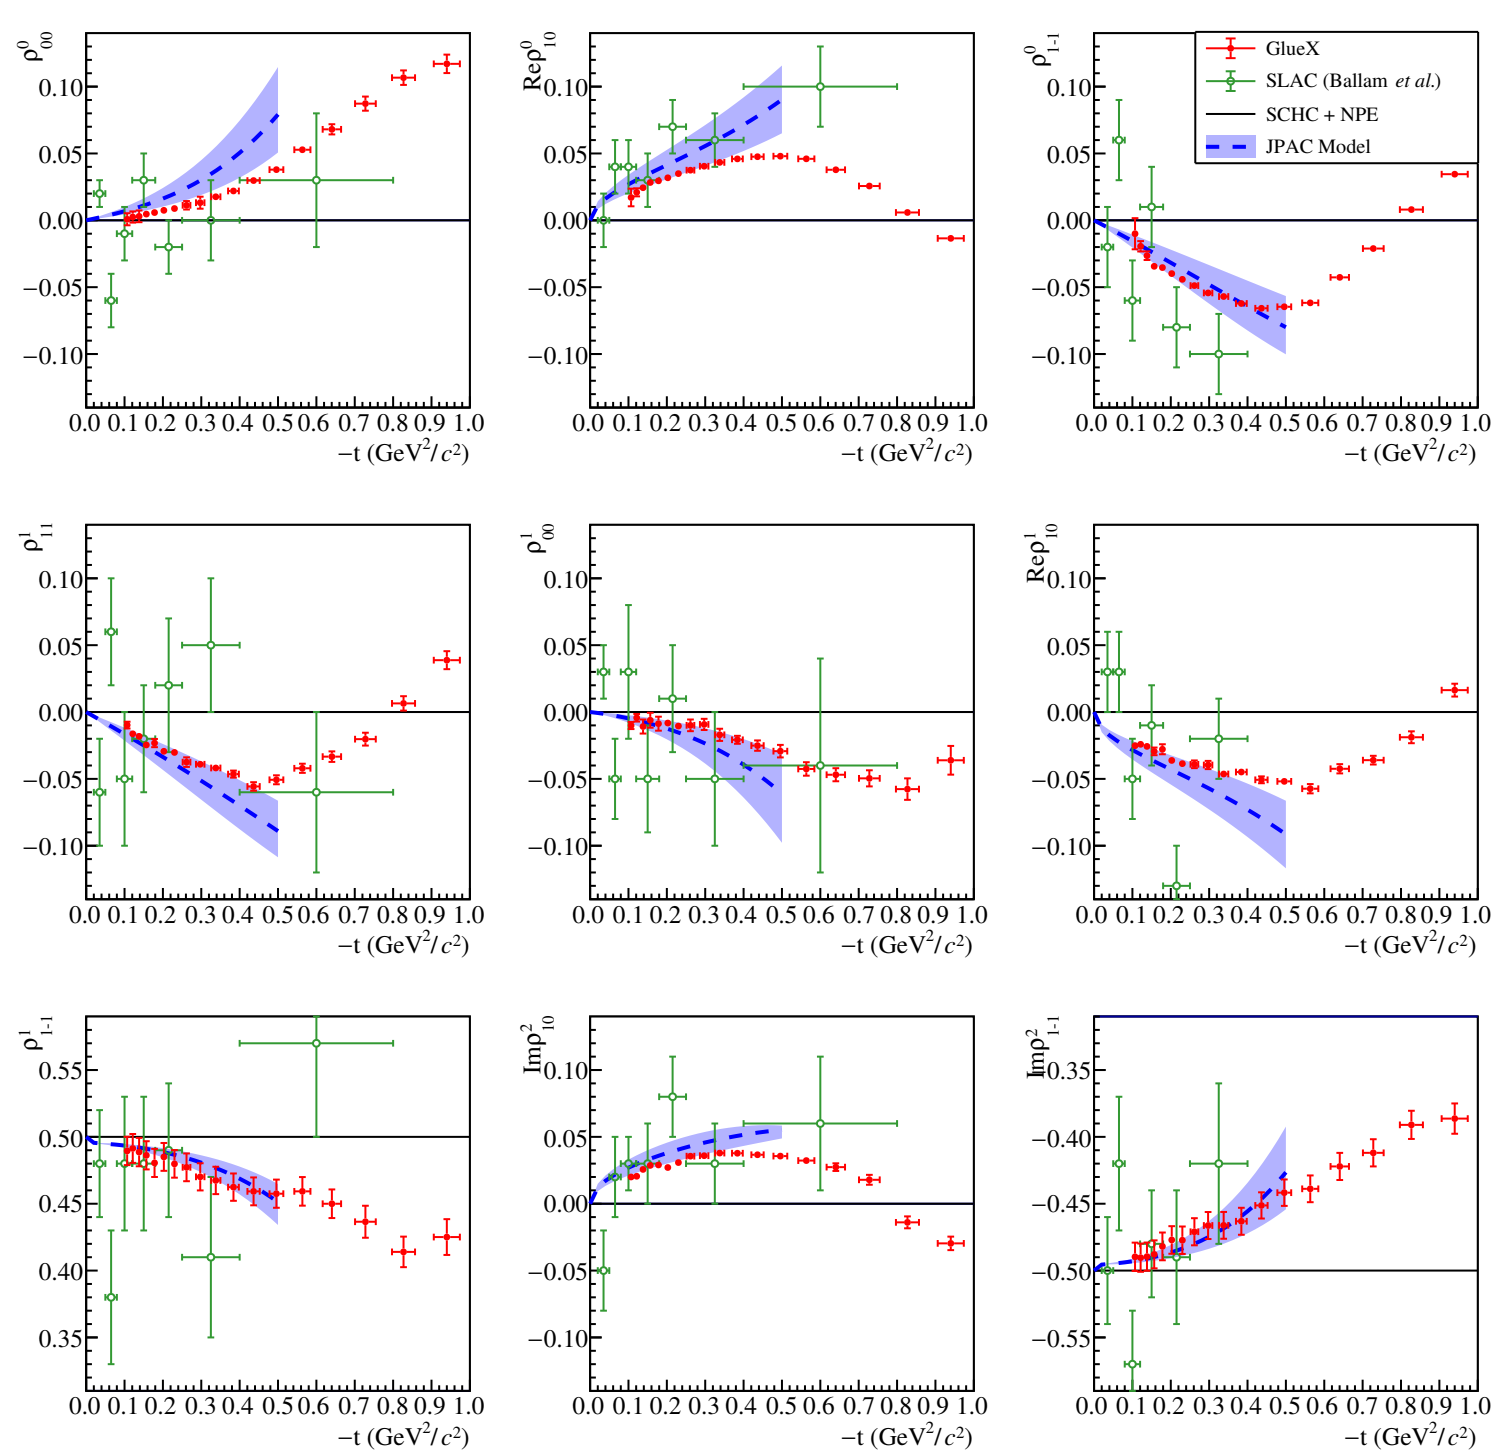 ρ⁰₀₀
0.10
0.05
0.00
−0.05
−0.10
0.0 0.1 0.2 0.3 0.4 0.5 0.6 0.7 0.8 0.9 1.0
−t (GeV²/c²)
Reρ⁰₁₀
0.10
0.05
0.00
−0.05
−0.10
0.0 0.1 0.2 0.3 0.4 0.5 0.6 0.7 0.8 0.9 1.0
−t (GeV²/c²)
ρ⁰₁₋₁
0.10
0.05
0.00
−0.05
−0.10
0.0 0.1 0.2 0.3 0.4 0.5 0.6 0.7 0.8 0.9 1.0
−t (GeV²/c²)
GlueX
SLAC (Ballam et al.)
SCHC + NPE
JPAC Model
ρ¹₁₁
0.10
0.05
0.00
−0.05
−0.10
0.0 0.1 0.2 0.3 0.4 0.5 0.6 0.7 0.8 0.9 1.0
−t (GeV²/c²)
ρ¹₀₀
0.10
0.05
0.00
−0.05
−0.10
0.0 0.1 0.2 0.3 0.4 0.5 0.6 0.7 0.8 0.9 1.0
−t (GeV²/c²)
Reρ¹₁₀
0.10
0.05
0.00
−0.05
−0.10
0.0 0.1 0.2 0.3 0.4 0.5 0.6 0.7 0.8 0.9 1.0
−t (GeV²/c²)
ρ¹₁₋₁
0.55
0.50
0.45
0.40
0.35
0.0 0.1 0.2 0.3 0.4 0.5 0.6 0.7 0.8 0.9 1.0
−t (GeV²/c²)
Imρ²₁₀
0.10
0.05
0.00
−0.05
−0.10
0.0 0.1 0.2 0.3 0.4 0.5 0.6 0.7 0.8 0.9 1.0
−t (GeV²/c²)
Imρ²₁₋₁
−0.35
−0.40
−0.45
−0.50
−0.55
0.0 0.1 0.2 0.3 0.4 0.5 0.6 0.7 0.8 0.9 1.0
−t (GeV²/c²)